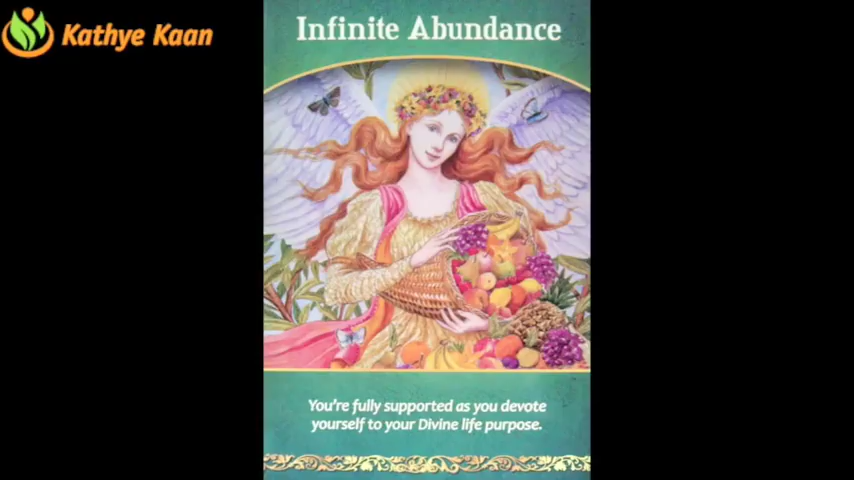 Kathye Kaan
Infinite Abundance
You're fully supported as you devote
yourself to your Divine life purpose.